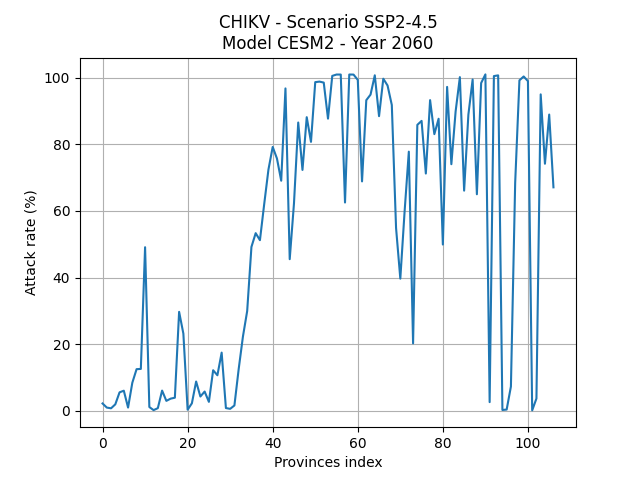 CHIKV - Scenario SSP2-4.5
Model CESM2 - Year 2060
100
80
60
40
20
0
Attack rate (%)
0 20 40 60 80 100
Provinces index